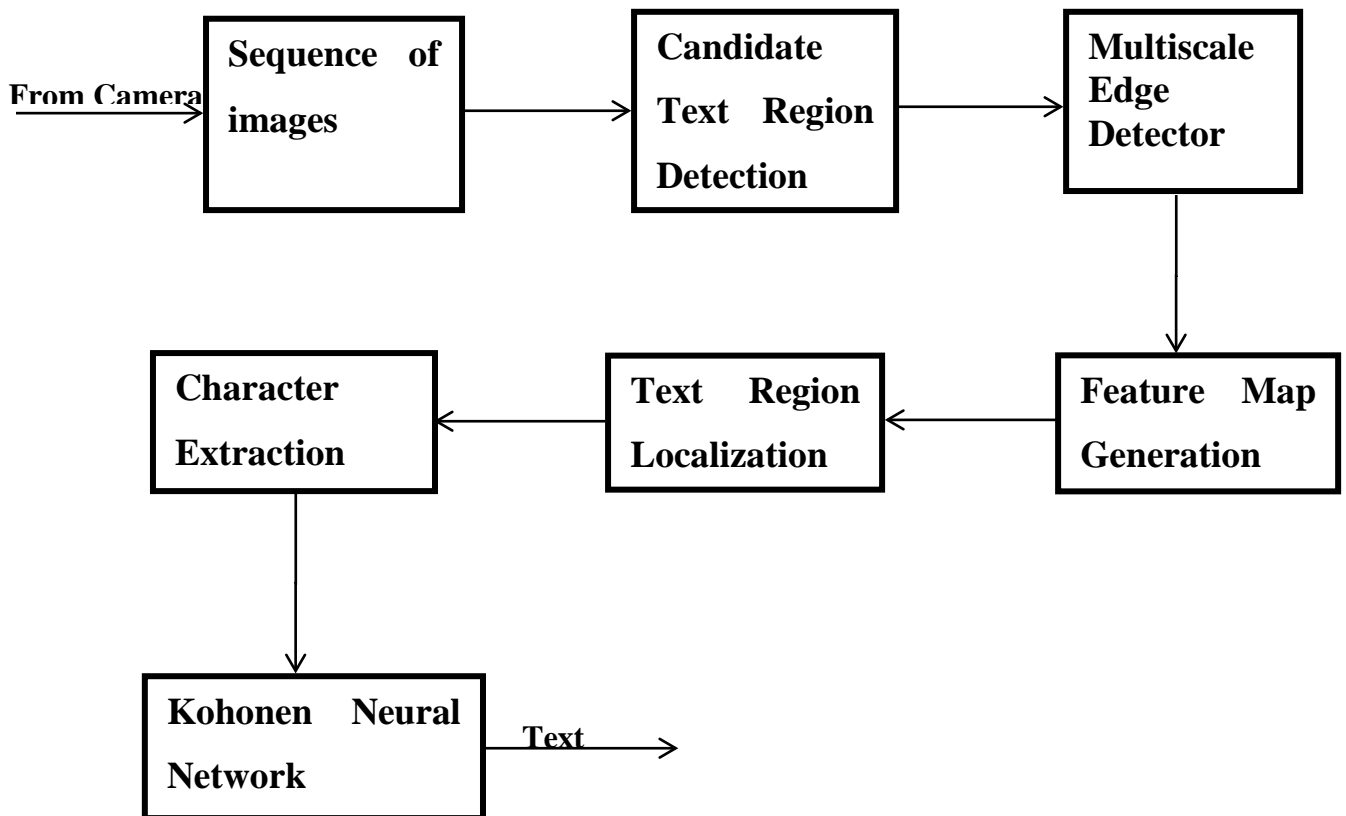 From Camera
Sequence of
images
Candidate
Text Region
Detection
Multiscale
Edge
Detector
Feature Map
Generation
Text Region
Localization
Character
Extraction
Kohonen Neural
Network
Text